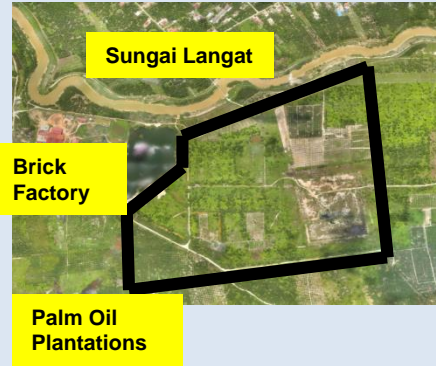 Sungai Langat
Brick
Factory
Palm Oil
Plantations